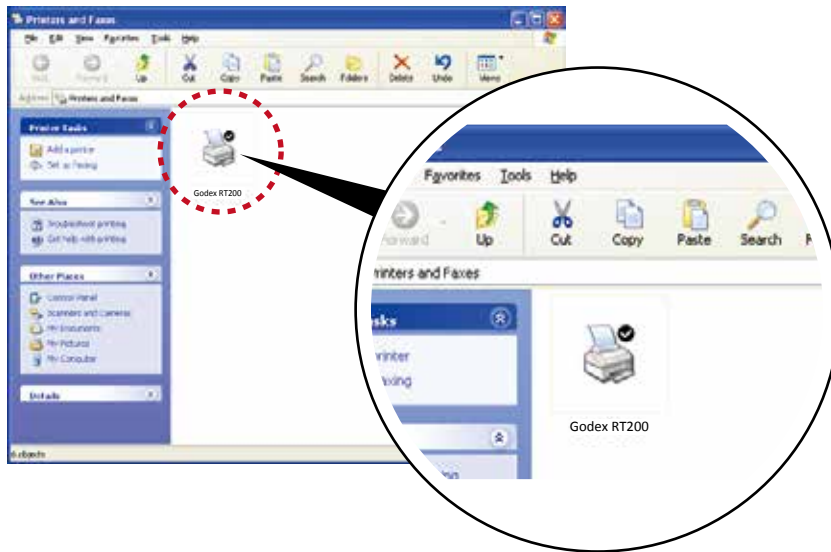 Printers and Faxes
File Edit View Favorites Tools Help
Back Forward Up Cut Copy Paste Search Folders Delete Undo Views
Address Printers and Faxes
Printer Tasks
Add a printer
Set up faxing
See Also
Troubleshoot printing
Get help with printing
Other Places
Control Panel
Scanners and Cameras
My Documents
My Pictures
My Computer
Details
6 objects
Godex RT200
Favorites Tools Help
Forward Up Cut Copy Paste Search F
rinters and Faxes
sks
rinter
axing
Godex RT200